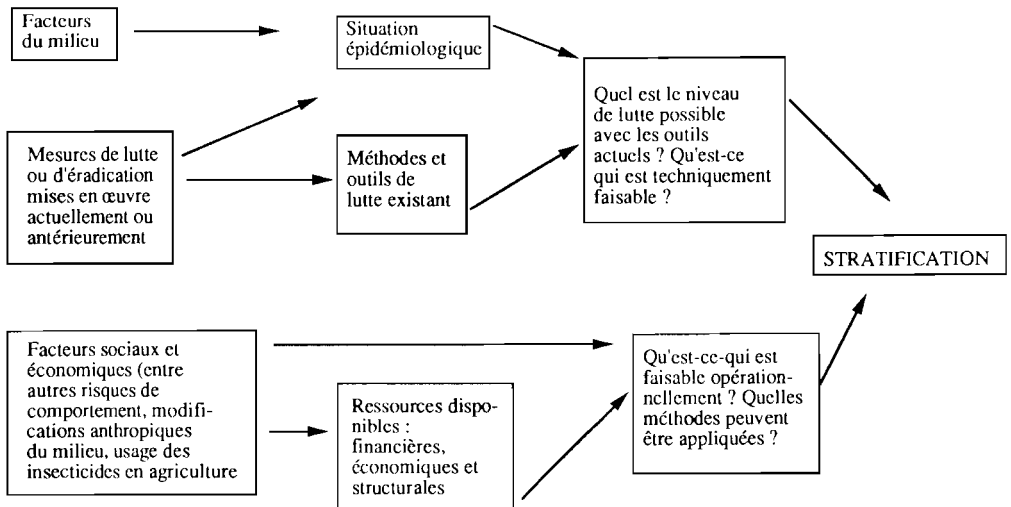 Facteurs
du milieu
Situation
épidémiologique
Quel est le niveau
de lutte possible
avec les outils
actuels ? Qu'est-ce
qui est techniquement
faisable ?
Mesures de lutte
ou d'éradication
mises en œuvre
actuellement ou
antérieurement
Méthodes et
outils de
lutte existant
STRATIFICATION
Facteurs sociaux et
économiques (entre
autres risques de
comportement, modifi-
cations anthropiques
du milieu, usage des
insecticides en agriculture
Ressources dispo-
nibles :
financières,
économiques et
structurales
Qu'est-ce-qui est
faisable opération-
nellement ? Quelles
méthodes peuvent
être appliquées ?